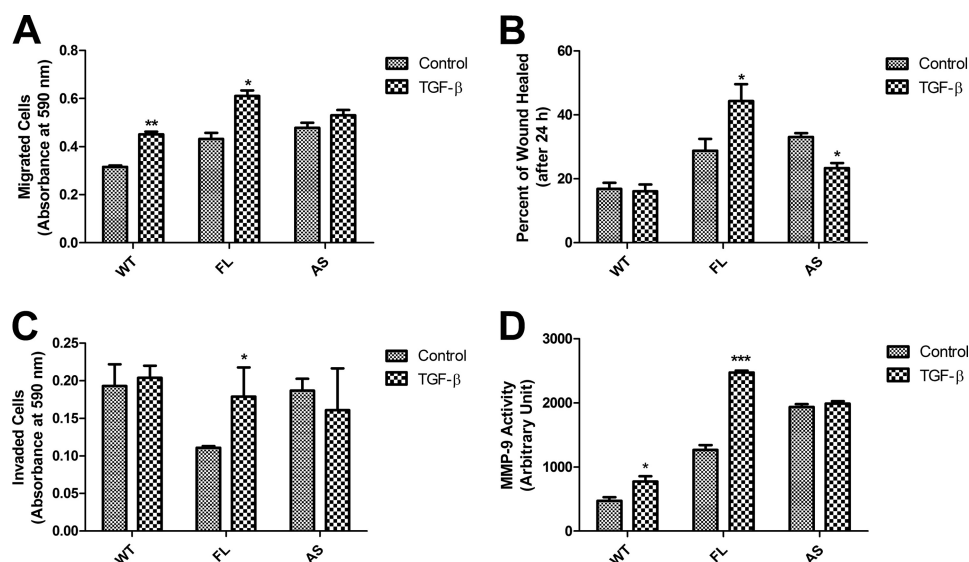 A
Migrated Cells
(Absorbance at 590 nm)
0.8
0.6
0.4
0.2
0.0
**
*
WT
FL
AS
Control
TGF-β
B
Percent of Wound Healed
(after 24 h)
60
40
20
0
*
*
WT
FL
AS
Control
TGF-β
C
Invaded Cells
(Absorbance at 590 nm)
0.25
0.20
0.15
0.10
0.05
0.00
*
WT
FL
AS
Control
TGF-β
D
MMP-9 Activity
(Arbitrary Unit)
3000
2000
1000
0
*
***
WT
FL
AS
Control
TGF-β